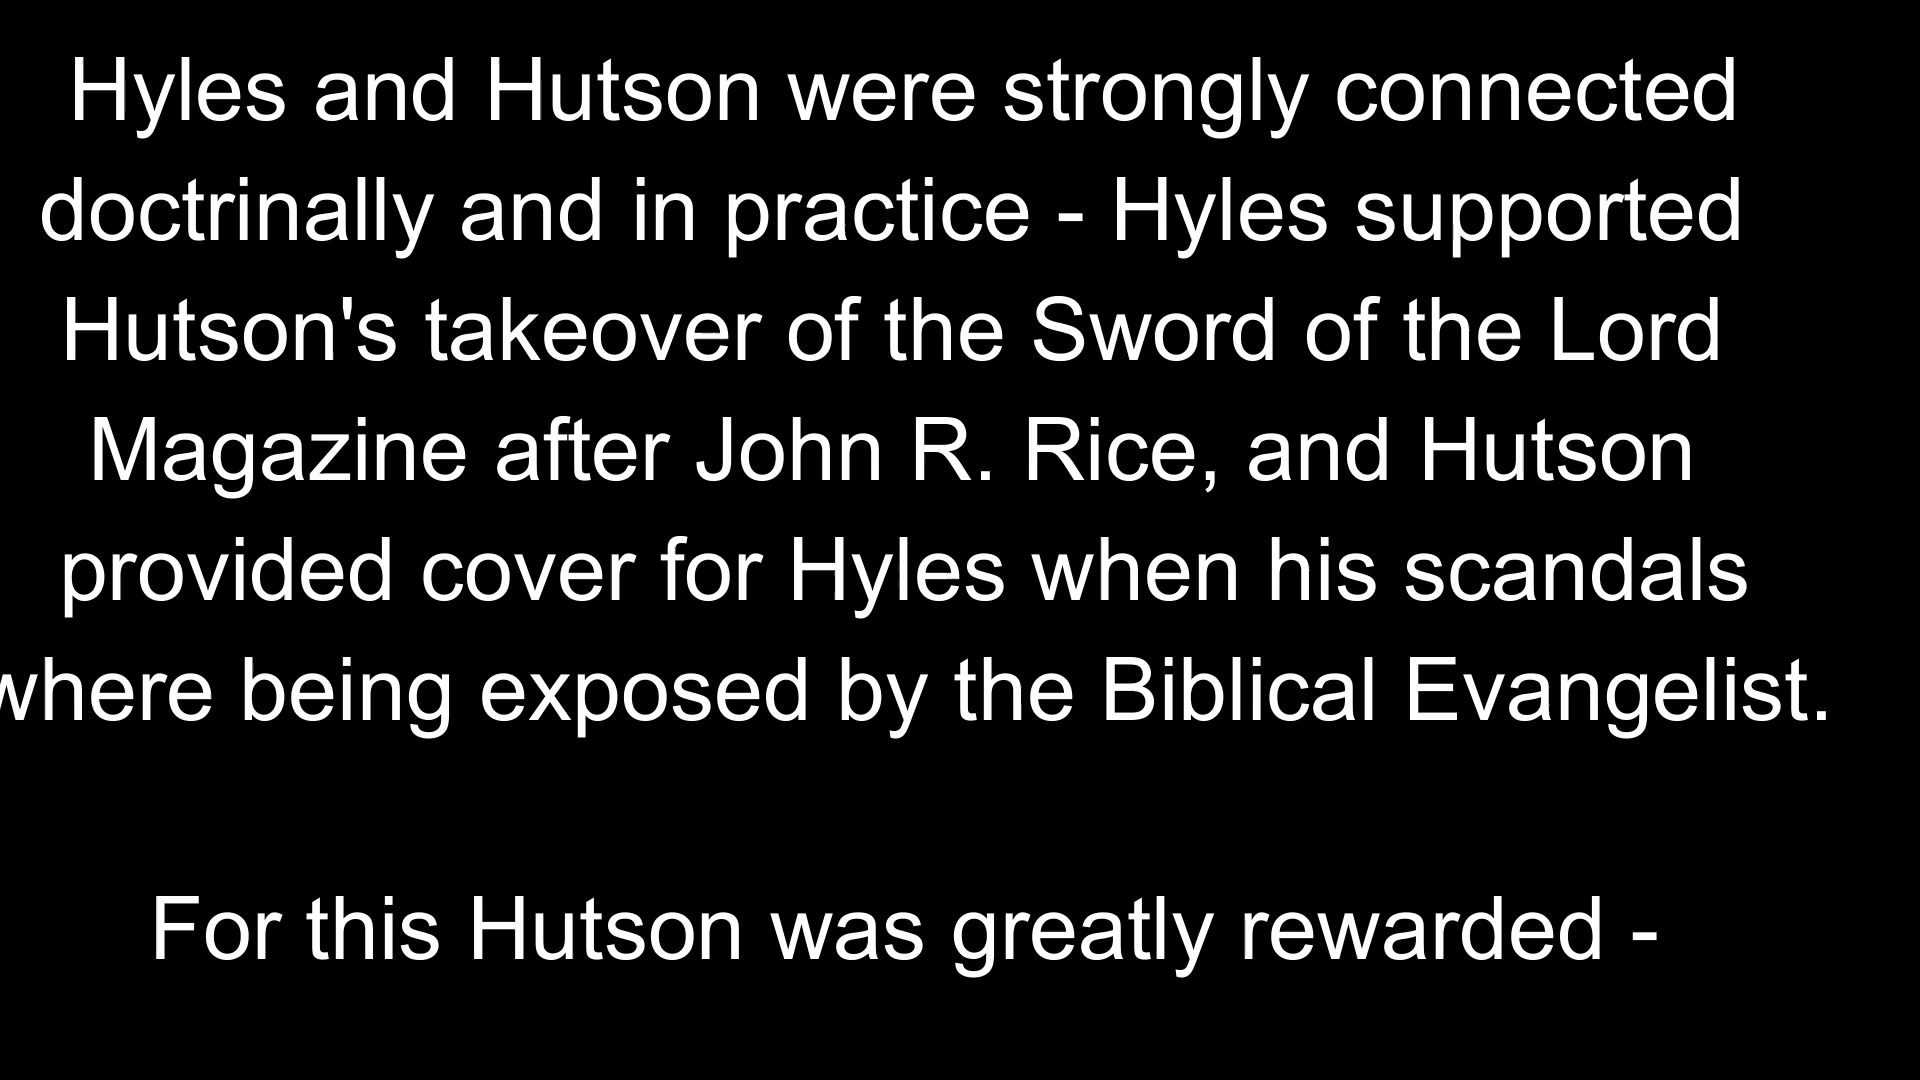 Hyles and Hutson were strongly connected
doctrinally and in practice - Hyles supported
Hutson's takeover of the Sword of the Lord
Magazine after John R. Rice, and Hutson
provided cover for Hyles when his scandals
where being exposed by the Biblical Evangelist.
For this Hutson was greatly rewarded -